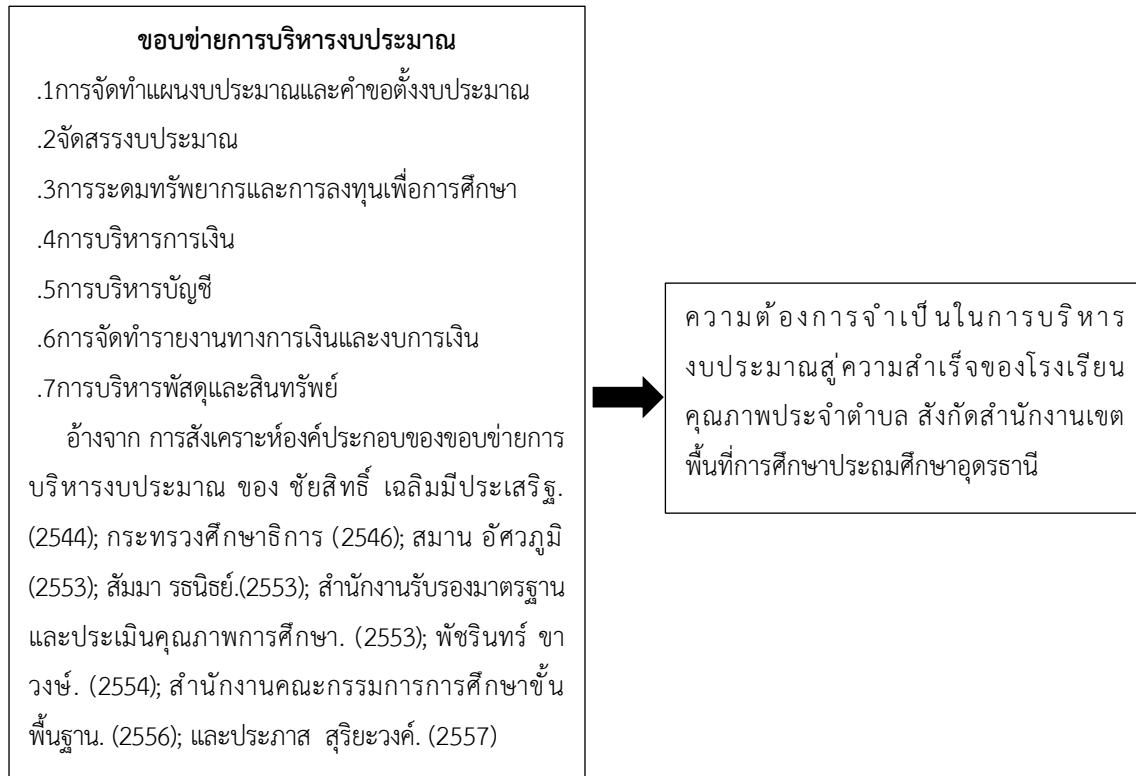 ขอบข่ายการบริหารงบประมาณ
.1การจัดทำแผนงบประมาณและคำขอตั้งงบประมาณ
.2จัดสรรงบประมาณ
.3การระดมทรัพยากรและการลงทุนเพื่อการศึกษา
.4การบริหารการเงิน
.5การบริหารบัญชี
.6การจัดทำรายงานทางการเงินและงบการเงิน
.7การบริหารพัสดุและสินทรัพย์
อ้างจาก การสังเคราะห์องค์ประกอบของขอบข่ายการ
บริหารงบประมาณ ของ ชัยสิทธิ์ เฉลิมมีประเสริฐ.
(2544); กระทรวงศึกษาธิการ (2546); สมาน อัศวภูมิ
(2553); สัมมา รธนิธย์.(2553); สำนักงานรับรองมาตรฐาน
และประเมินคุณภาพการศึกษา. (2553); พัชรินทร์ ขา
วงษ์. (2554); สำนักงานคณะกรรมการการศึกษาขั้น
พื้นฐาน. (2556); และประภาส สุริยะวงค์. (2557)
ความต้องการจำเป็นในการบริหาร
งบประมาณสู่ความสำเร็จของโรงเรียน
คุณภาพประจำตำบล สังกัดสำนักงานเขต
พื้นที่การศึกษาประถมศึกษาอุดรธานี